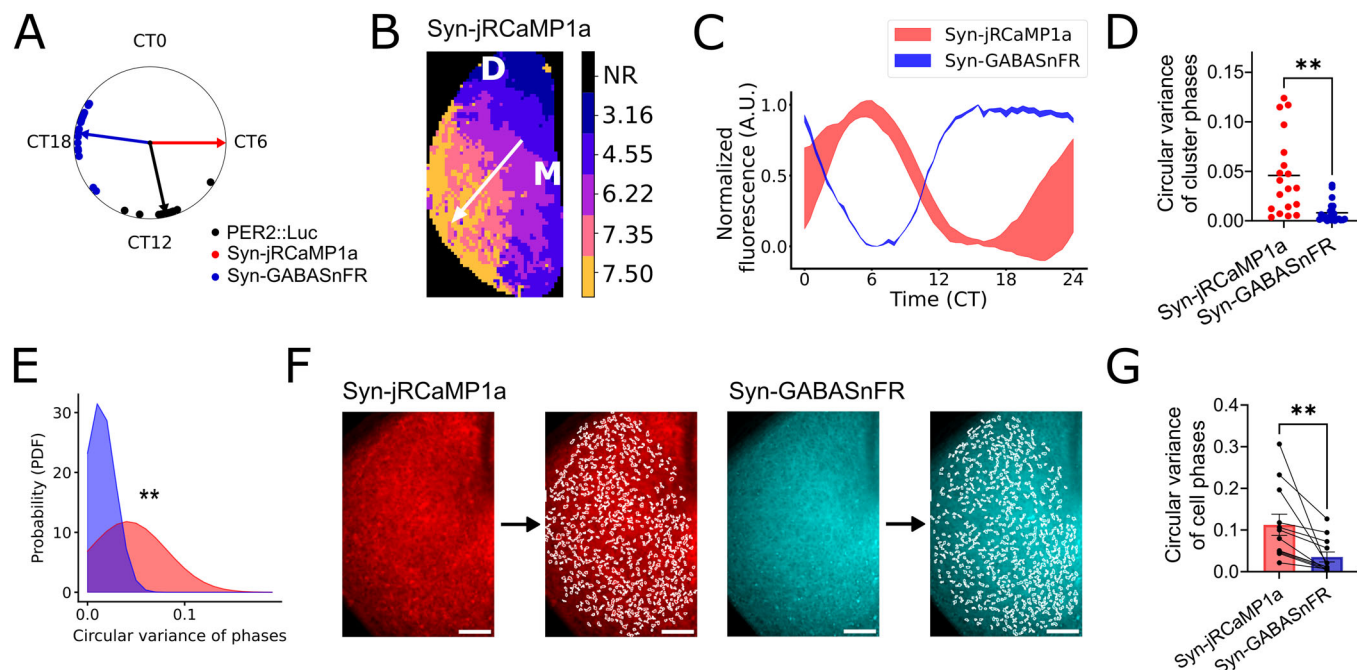 A
CT0
CT18
CT6
CT12
PER2::Luc
Syn-jRCaMP1a
Syn-GABASnFR
B
Syn-jRCaMP1a
D
M
NR
3.16
4.55
6.22
7.35
7.50
C
Syn-jRCaMP1a
Syn-GABASnFR
Normalized
fluorescence (A.U.)
1.0
0.5
0.0
0
6
12
18
24
Time (CT)
D
**
Circular variance
of cluster phases
0.15
0.10
0.05
0.00
Syn-jRCaMP1a
Syn-GABASnFR
E
Probability (PDF)
30
20
10
0
**
0.0
0.1
Circular variance of phases
F
Syn-jRCaMP1a
Syn-GABASnFR
G
**
Circular variance
of cell phases
0.4
0.3
0.2
0.1
0.0
Syn-jRCaMP1a
Syn-GABASnFR